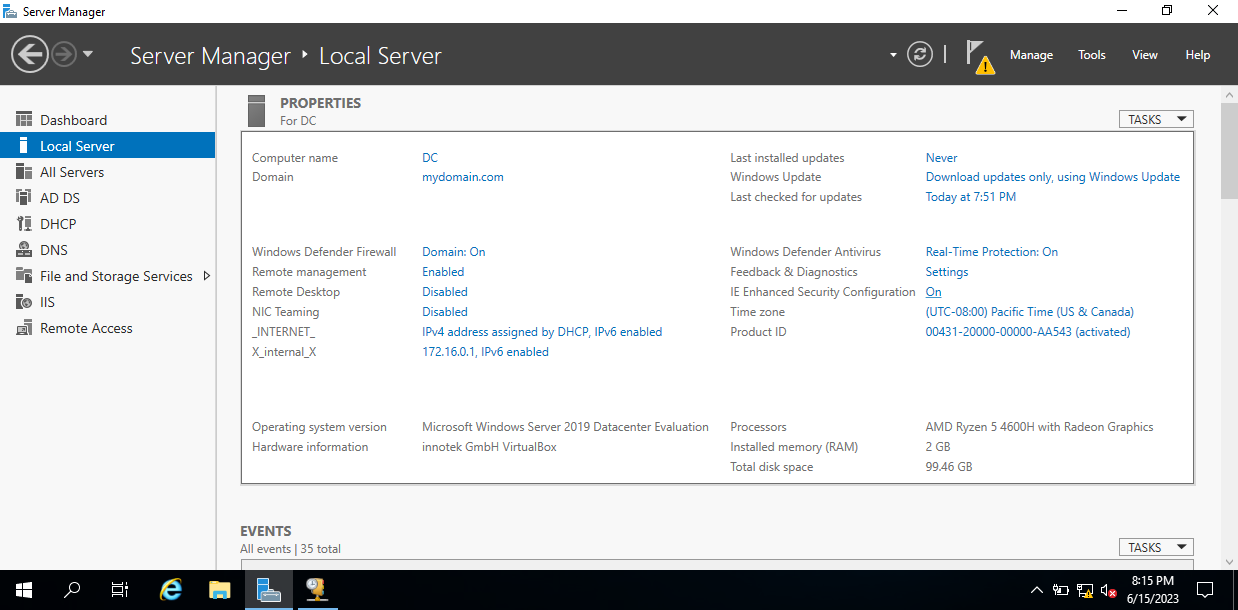 Server Manager
Server Manager ‣ Local Server
Manage Tools View Help
Dashboard
Local Server
All Servers
AD DS
DHCP
DNS
File and Storage Services
IIS
Remote Access
PROPERTIES
For DC
TASKS
Computer name DC
Domain mydomain.com
Last installed updates Never
Windows Update Download updates only, using Windows Update
Last checked for updates Today at 7:51 PM
Windows Defender Firewall Domain: On
Remote management Enabled
Remote Desktop Disabled
NIC Teaming Disabled
_INTERNET_ IPv4 address assigned by DHCP, IPv6 enabled
X_internal_X 172.16.0.1, IPv6 enabled
Windows Defender Antivirus Real-Time Protection: On
Feedback & Diagnostics Settings
IE Enhanced Security Configuration On
Time zone (UTC-08:00) Pacific Time (US & Canada)
Product ID 00431-20000-00000-AA543 (activated)
Operating system version Microsoft Windows Server 2019 Datacenter Evaluation
Hardware information innotek GmbH VirtualBox
Processors AMD Ryzen 5 4600H with Radeon Graphics
Installed memory (RAM) 2 GB
Total disk space 99.46 GB
EVENTS
All events | 35 total
TASKS
8:15 PM
6/15/2023